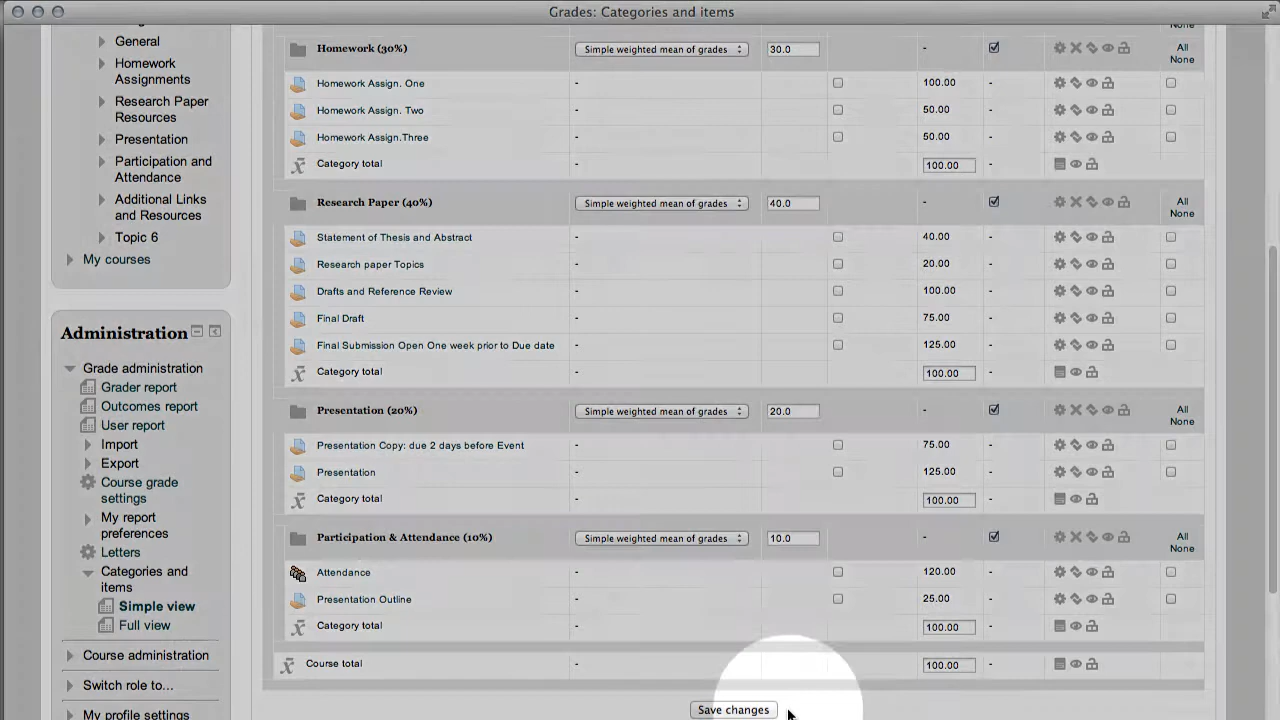 Grades: Categories and items
General
Homework
Assignments
Research Paper
Resources
Presentation
Participation and
Attendance
Additional Links
and Resources
Topic 6
My courses
Administration
Grade administration
Grader report
Outcomes report
User report
Import
Export
Course grade
settings
My report
preferences
Letters
Categories and
items
Simple view
Full view
Course administration
Switch role to...
My profile settings
None
Homework (30%) Simple weighted mean of grades 30.0 - All
None
Homework Assign. One - 100.00 -
Homework Assign. Two - 50.00 -
Homework Assign.Three - 50.00 -
x̄ Category total - 100.00 -
Research Paper (40%) Simple weighted mean of grades 40.0 - All
None
Statement of Thesis and Abstract - 40.00 -
Research paper Topics - 20.00 -
Drafts and Reference Review - 100.00 -
Final Draft - 75.00 -
Final Submission Open One week prior to Due date - 125.00 -
x̄ Category total - 100.00 -
Presentation (20%) Simple weighted mean of grades 20.0 - All
None
Presentation Copy: due 2 days before Event - 75.00 -
Presentation - 125.00 -
x̄ Category total - 100.00 -
Participation & Attendance (10%) Simple weighted mean of grades 10.0 - All
None
Attendance - 120.00 -
Presentation Outline - 25.00 -
x̄ Category total - 100.00 -
x̄ Course total - 100.00 -
Save changes